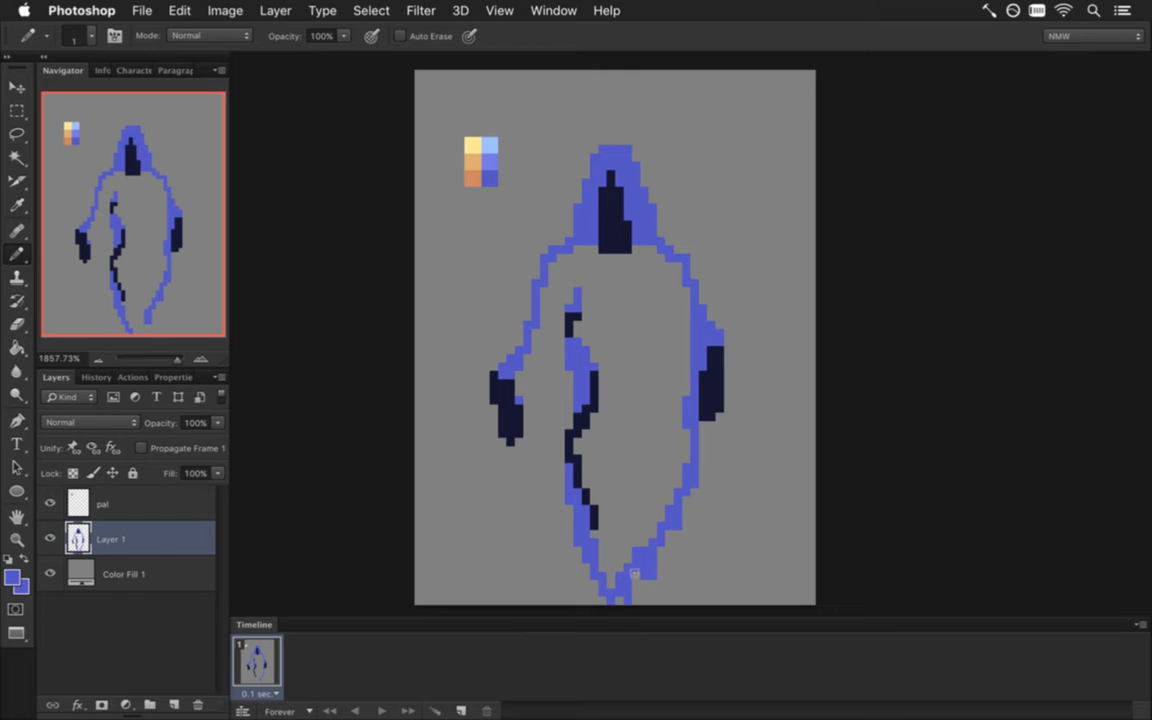 Photoshop File Edit Image Layer Type Select Filter 3D View Window Help
1 Mode: Normal Opacity: 100% Auto Erase NMW
Navigator Info Characte Paragrap
1857.73%
Layers History Actions Propertie
Kind
Normal Opacity: 100%
Unify: Propagate Frame 1
Lock: Fill: 100%
pal
Layer 1
Color Fill 1
Timeline
1
0.1 sec.
Forever